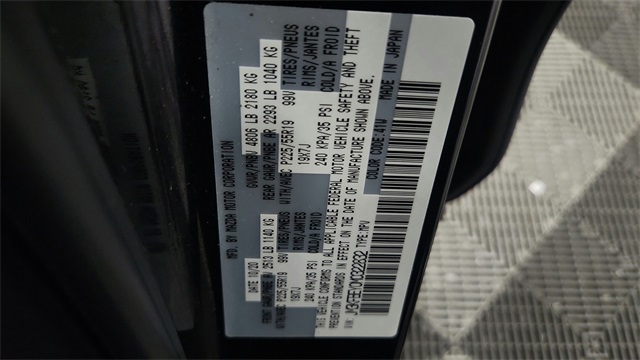 MFD. BY MAZDA MOTOR CORPORATION
DATE 10/20 GVWR/PNBV 4806 LB 2180 KG
FRONT GAWR/PNBE AV 2513 LB 1140 KG REAR GAWR/PNBE AR 2293 LB 1040 KG
WITH/AVEC P225/55R19 99V TIRES/PNEUS WITH/AVEC P225/55R19 99V TIRES/PNEUS
19X7J RIMS/JANTES 19X7J RIMS/JANTES
240 KPA/35 PSI COLD/A FROID 240 KPA/35 PSI COLD/A FROID
THIS VEHICLE CONFORMS TO ALL APPLICABLE FEDERAL MOTOR VEHICLE SAFETY AND THEFT
PREVENTION STANDARDS IN EFFECT ON THE DATE OF MANUFACTURE SHOWN ABOVE.
TYPE:MPV COLOR CODE:41V MADE IN JAPAN